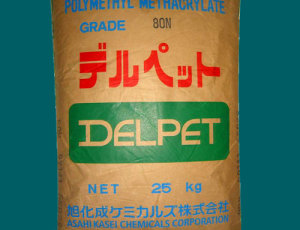 POLYMETHYL METHACRYLATE
GRADE 80N
デルペット
DELPET
NET 25 kg
旭化成ケミカルズ株式会社
ASAHI KASEI CHEMICALS CORPORATION